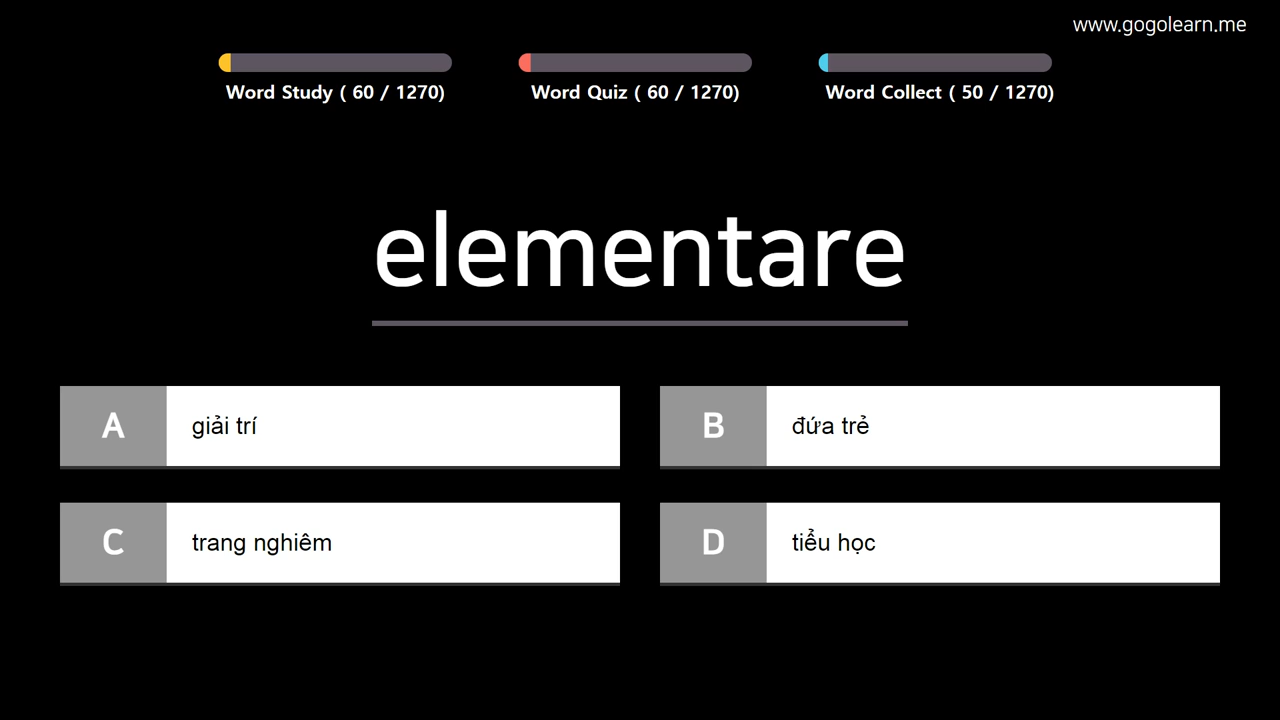 www.gogolearn.me
Word Study ( 60 / 1270)
Word Quiz ( 60 / 1270)
Word Collect ( 50 / 1270)
elementare
A
giải trí
B
đứa trẻ
C
trang nghiêm
D
tiểu học